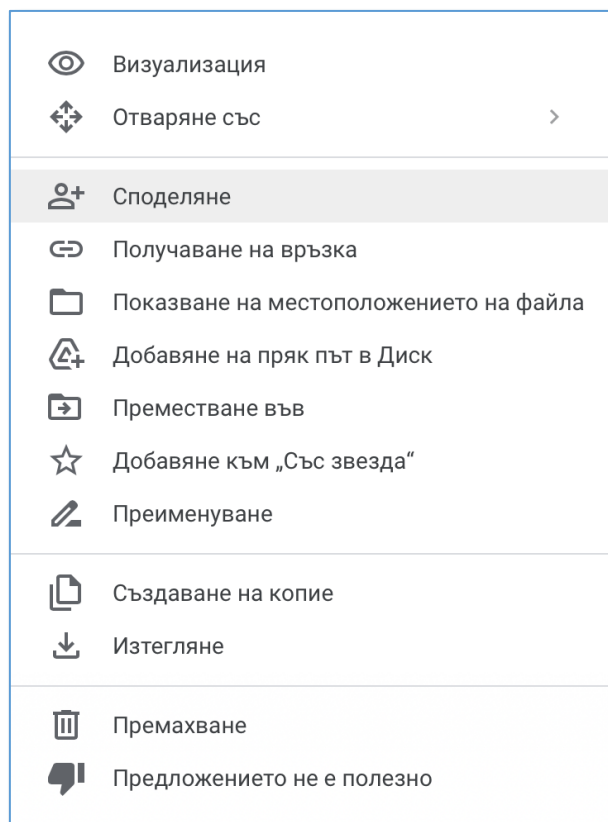 Визуализация
Отваряне със
Споделяне
Получаване на връзка
Показване на местоположението на файла
Добавяне на пряк път в Диск
Преместване във
Добавяне към „Със звезда“
Преименуване
Създаване на копие
Изтегляне
Премахване
Предложението не е полезно